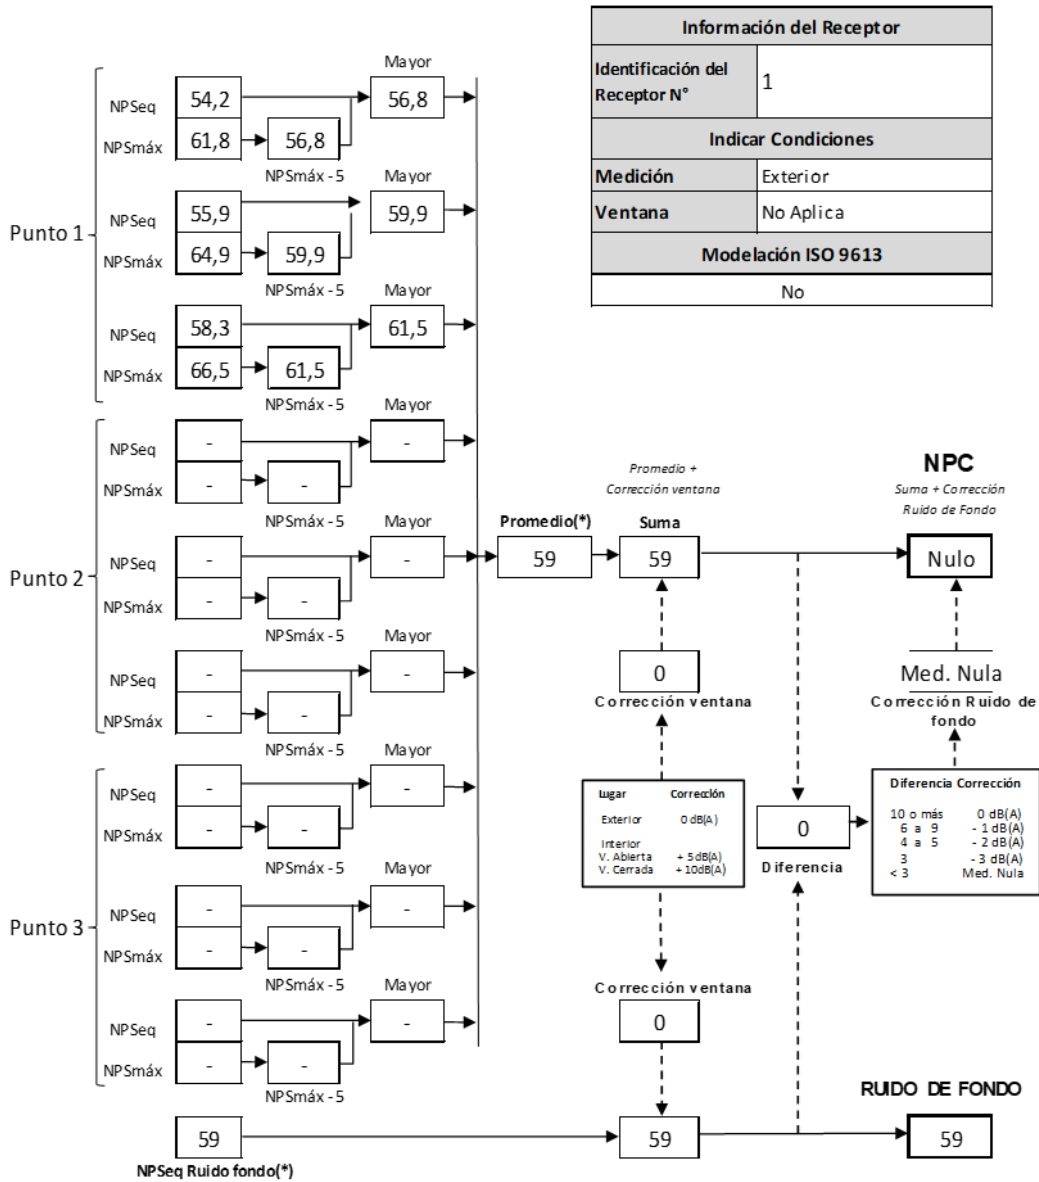 Información del Receptor
Identificación del Receptor N° 1
Indicar Condiciones
Medición Exterior
Ventana No Aplica
Modelación ISO 9613
No
Punto 1
Mayor
NPSeq 54,2 56,8
NPSmáx 61,8 56,8
NPSmáx - 5
Mayor
NPSeq 55,9 59,9
NPSmáx 64,9 59,9
NPSmáx - 5
Mayor
NPSeq 58,3 61,5
NPSmáx 66,5 61,5
NPSmáx - 5
Punto 2
Mayor
NPSeq - -
NPSmáx - -
NPSmáx - 5
Mayor
NPSeq - -
NPSmáx - -
NPSmáx - 5
Mayor
NPSeq - -
NPSmáx - -
NPSmáx - 5
Punto 3
Mayor
NPSeq - -
NPSmáx - -
NPSmáx - 5
Mayor
NPSeq - -
NPSmáx - -
NPSmáx - 5
Mayor
NPSeq - -
NPSmáx - -
NPSmáx - 5
Promedio(*)
59
Promedio +
Corrección ventana
Suma
59
0
Corrección ventana
Lugar Corrección
Exterior 0 dB(A)
Interior
V. Abierta + 5dB(A)
V. Cerrada + 10dB(A)
Corrección ventana
0
NPC
Suma + Corrección
Ruido de Fondo
Nulo
Med. Nula
Corrección Ruido de
fondo
0
Diferencia
Diferencia Corrección
10 o más 0 dB(A)
6 a 9 - 1 dB(A)
4 a 5 - 2 dB(A)
3 - 3 dB(A)
< 3 Med. Nula
59
NPSeq Ruido fondo(*)
59
RUIDO DE FONDO
59